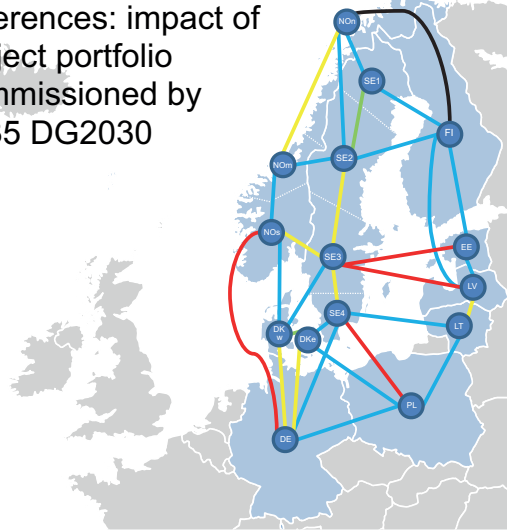 erences: impact of
ject portfolio
mmissioned by
35 DG2030
NOn
SE1
FI
NOm
SE2
NOs
EE
SE3
LV
SE4
LT
DK
w
DKe
PL
DE